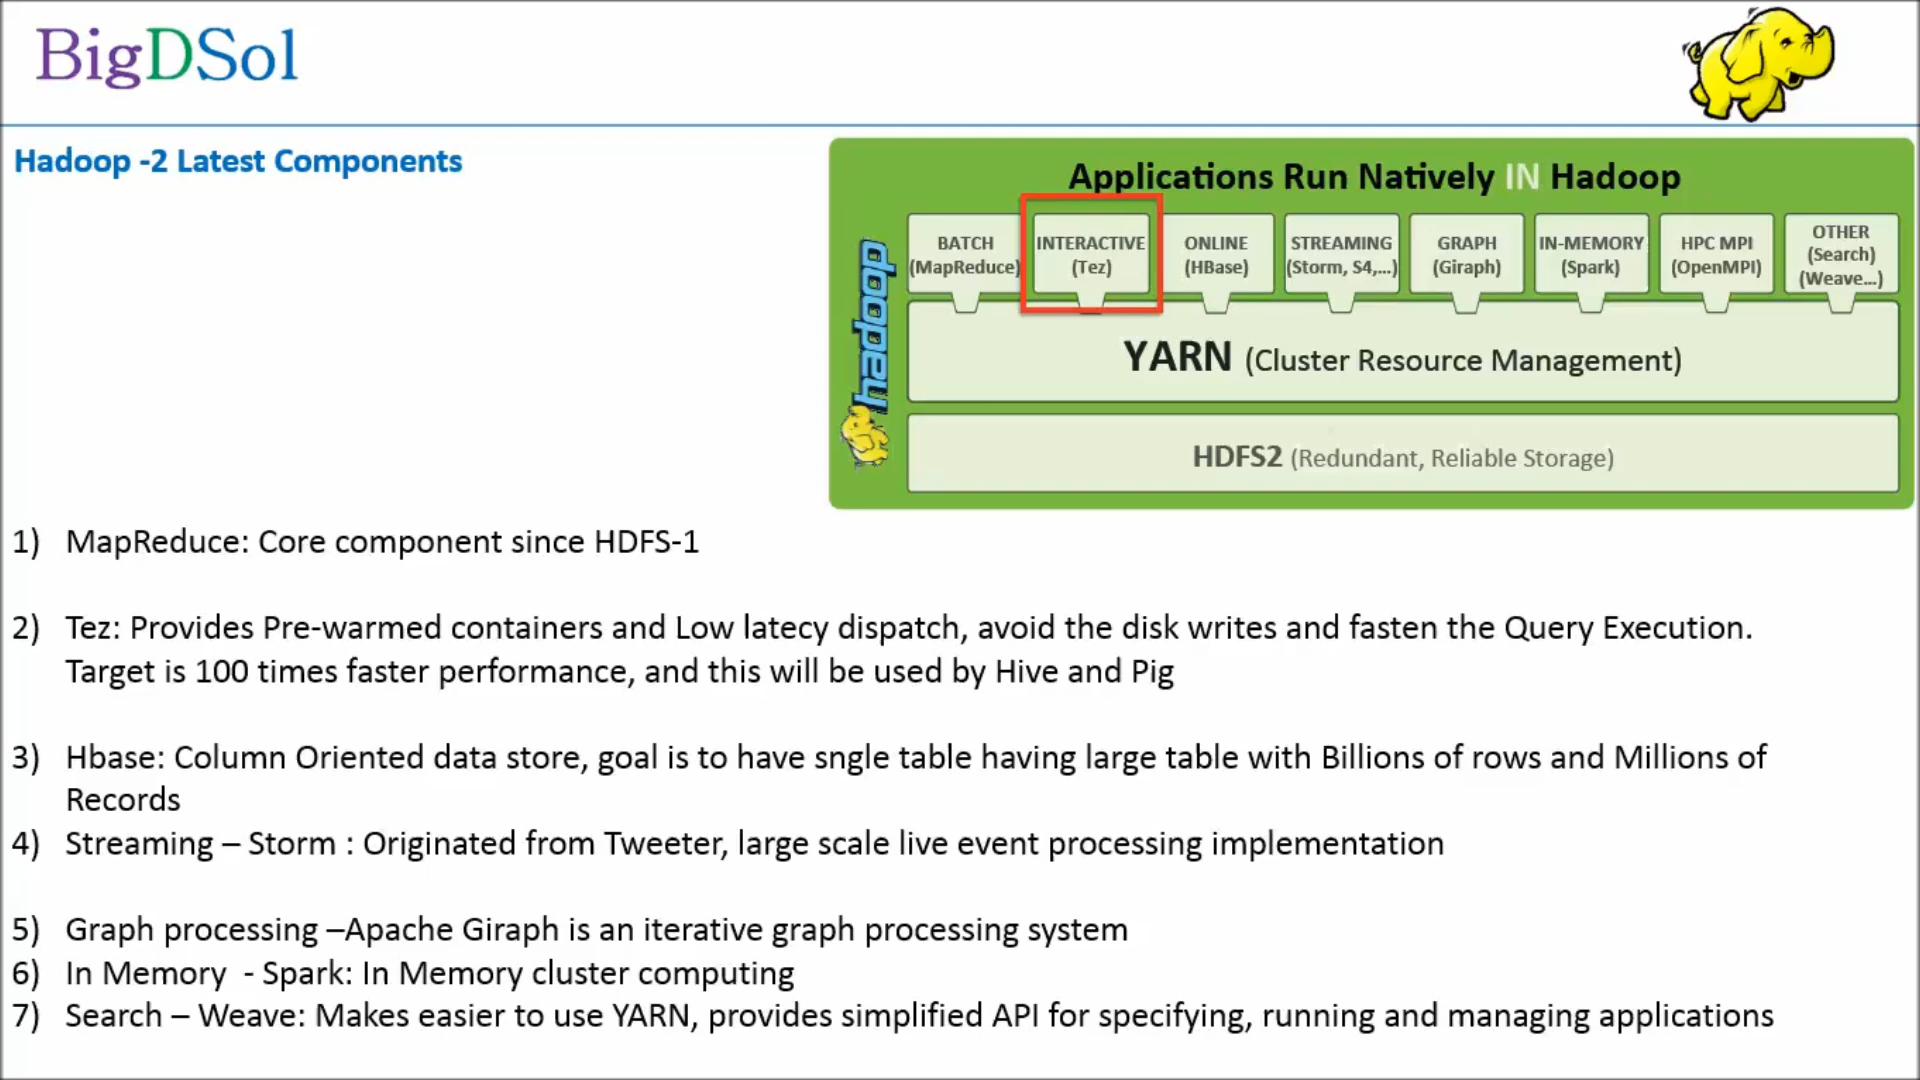 BigDSol
Hadoop -2 Latest Components
Applications Run Natively IN Hadoop
BATCH
(MapReduce)
INTERACTIVE
(Tez)
ONLINE
(HBase)
STREAMING
(Storm, S4,...)
GRAPH
(Giraph)
IN-MEMORY
(Spark)
HPC MPI
(OpenMPI)
OTHER
(Search)
(Weave...)
hadoop
YARN (Cluster Resource Management)
HDFS2 (Redundant, Reliable Storage)
1) MapReduce: Core component since HDFS-1
2) Tez: Provides Pre-warmed containers and Low latecy dispatch, avoid the disk writes and fasten the Query Execution.
Target is 100 times faster performance, and this will be used by Hive and Pig
3) Hbase: Column Oriented data store, goal is to have sngle table having large table with Billions of rows and Millions of
Records
4) Streaming – Storm : Originated from Tweeter, large scale live event processing implementation
5) Graph processing –Apache Giraph is an iterative graph processing system
6) In Memory - Spark: In Memory cluster computing
7) Search – Weave: Makes easier to use YARN, provides simplified API for specifying, running and managing applications